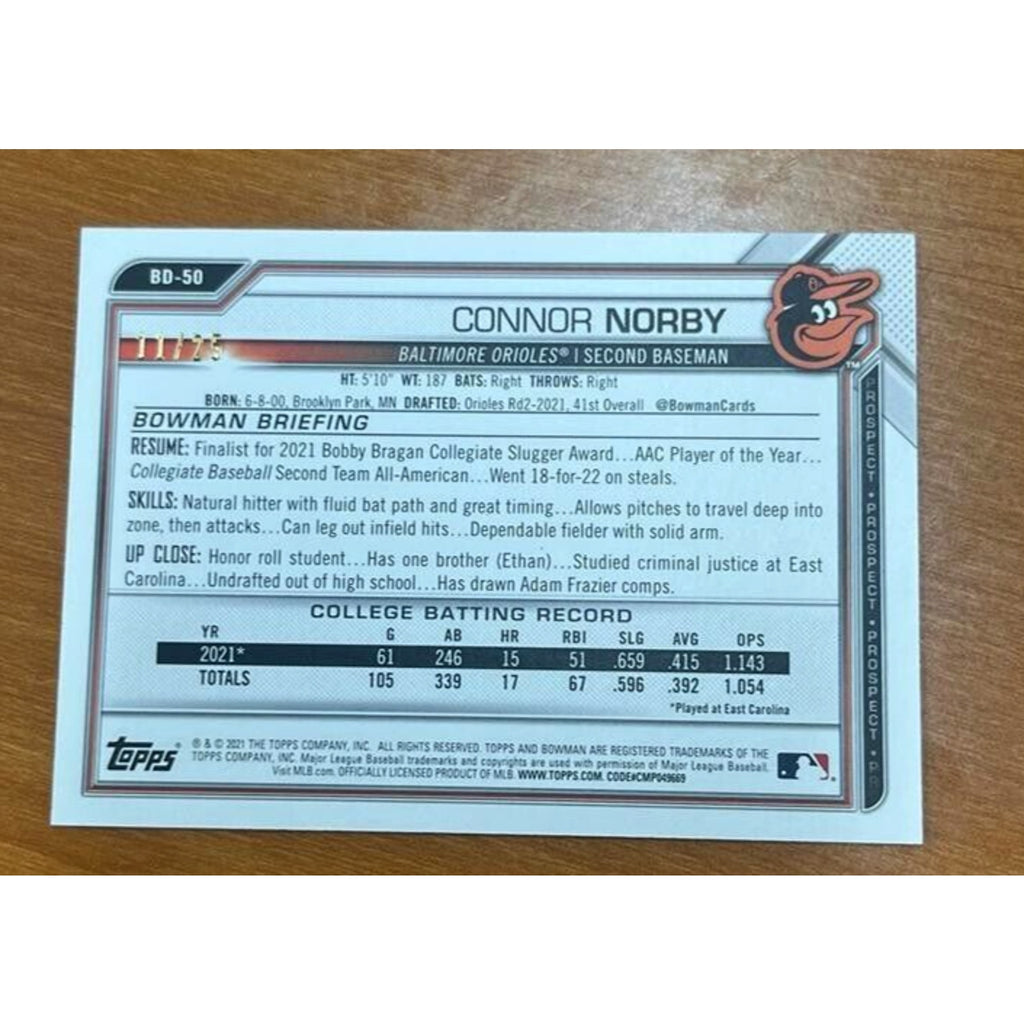 BD-50
CONNOR NORBY
11/25
BALTIMORE ORIOLES® | SECOND BASEMAN
TM
HT: 5'10" WT: 187 BATS: Right THROWS: Right
BORN: 6-8-00, Brooklyn Park, MN DRAFTED: Orioles Rd2-2021, 41st Overall @BowmanCards
BOWMAN BRIEFING
RESUME: Finalist for 2021 Bobby Bragan Collegiate Slugger Award...AAC Player of the Year...
Collegiate Baseball Second Team All-American...Went 18-for-22 on steals.
SKILLS: Natural hitter with fluid bat path and great timing...Allows pitches to travel deep into
zone, then attacks...Can leg out infield hits...Dependable fielder with solid arm.
UP CLOSE: Honor roll student...Has one brother (Ethan)...Studied criminal justice at East
Carolina...Undrafted out of high school...Has drawn Adam Frazier comps.
COLLEGE BATTING RECORD
YR G AB HR RBI SLG AVG OPS
2021* 61 246 15 51 .659 .415 1.143
TOTALS 105 339 17 67 .596 .392 1.054
*Played at East Carolina
PROSPECT • PROSPECT • PROSPECT • PR
Topps®
® & © 2021 THE TOPPS COMPANY, INC. ALL RIGHTS RESERVED. TOPPS AND BOWMAN ARE REGISTERED TRADEMARKS OF THE
TOPPS COMPANY, INC. Major League Baseball trademarks and copyrights are used with permission of Major League Baseball.
Visit MLB.com. OFFICIALLY LICENSED PRODUCT OF MLB. WWW.TOPPS.COM. CODE#CMP049669